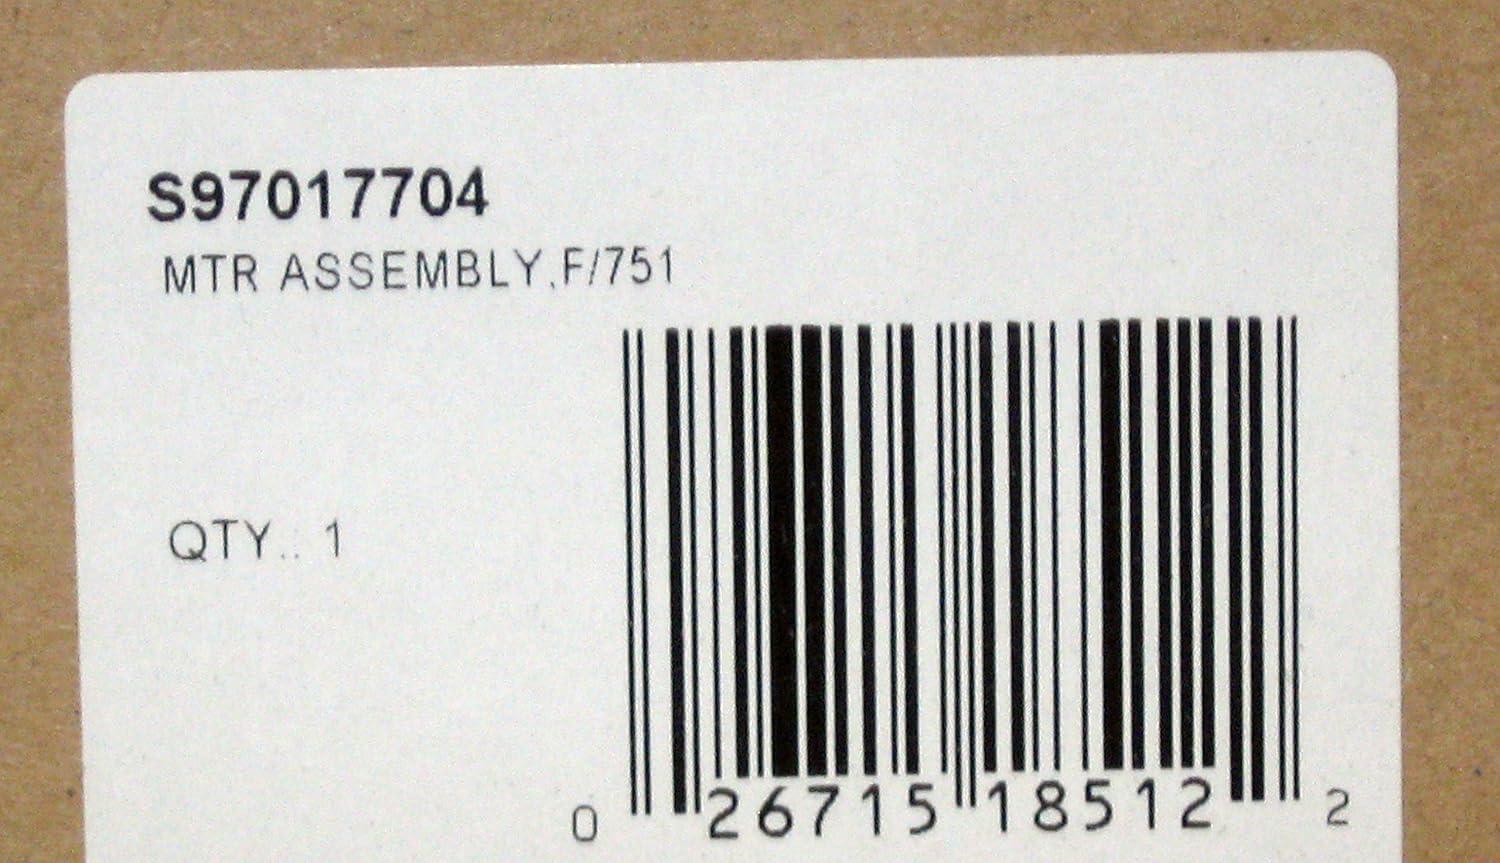 S97017704
MTR ASSEMBLY,F/751
QTY.. 1
0 26715 18512 2